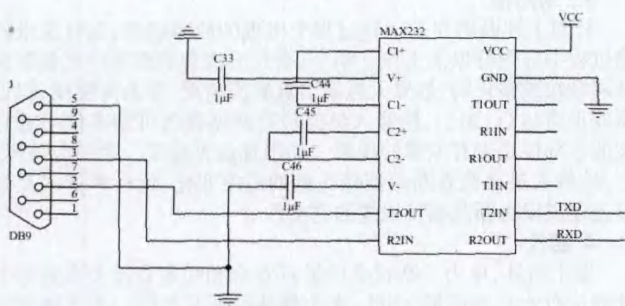 MAX232
VCC
C33
1μF
C44
1μF
C45
1μF
C46
1μF
C1+
V+
C1-
C2+
C2-
V-
T2OUT
R2IN
VCC
GND
T1OUT
R1IN
R1OUT
T1IN
T2IN
R2OUT
TXD
RXD
5
4
3
2
1
DB9